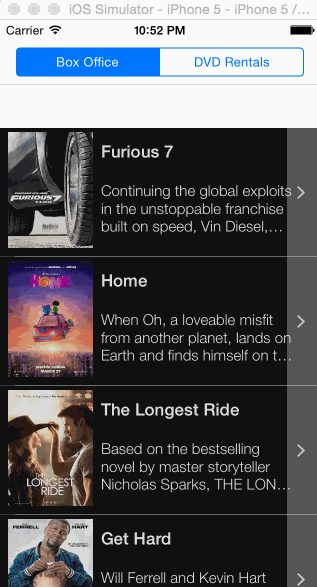 iOS Simulator - iPhone 5 - iPhone 5 /...
Carrier 10:52 PM
Box Office DVD Rentals
Furious 7
Continuing the global exploits
in the unstoppable franchise
built on speed, Vin Diesel,...
FURIOUS 7
Home
When Oh, a loveable misfit
from another planet, lands on
Earth and finds himself on t...
HOME
MARCH 27
The Longest Ride
Based on the bestselling
novel by master storyteller
Nicholas Sparks, THE LON...
THE
LONGEST
RIDE
FERRELL HART
Get Hard
Will Ferrell and Kevin Hart